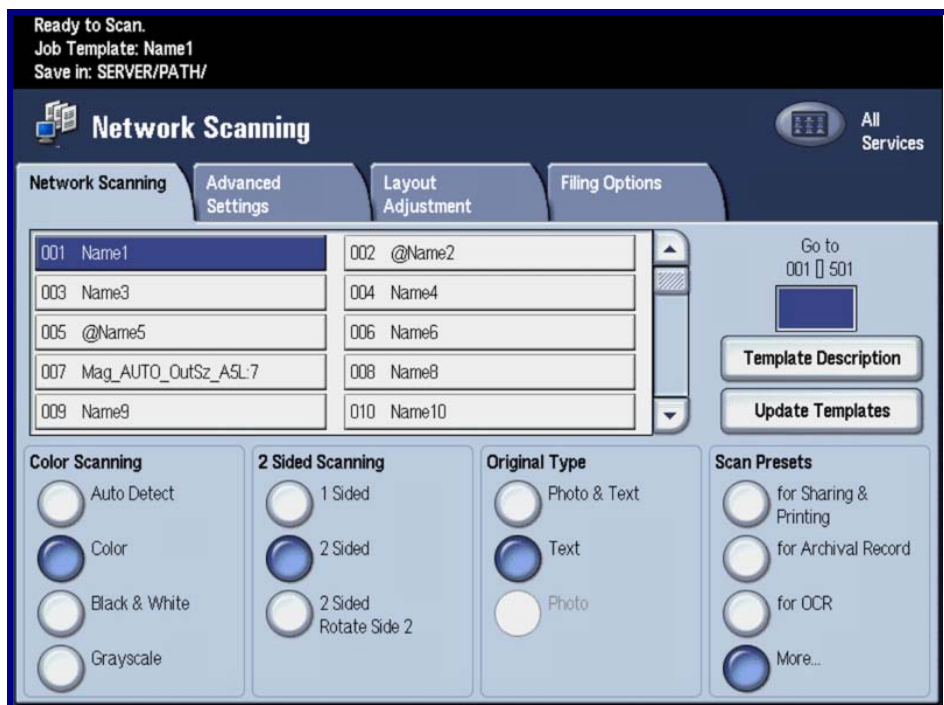 Ready to Scan.
Job Template: Name1
Save in: SERVER/PATH/
Network Scanning
All
Services
Network Scanning
Advanced
Settings
Layout
Adjustment
Filing Options
001 Name1
002 @Name2
003 Name3
004 Name4
005 @Name5
006 Name6
007 Mag_AUTO_OutSz_A5L:7
008 Name8
009 Name9
010 Name10
Go to
001 [] 501
Template Description
Update Templates
Color Scanning
Auto Detect
Color
Black & White
Grayscale
2 Sided Scanning
1 Sided
2 Sided
2 Sided
Rotate Side 2
Original Type
Photo & Text
Text
Photo
Scan Presets
for Sharing &
Printing
for Archival Record
for OCR
More...